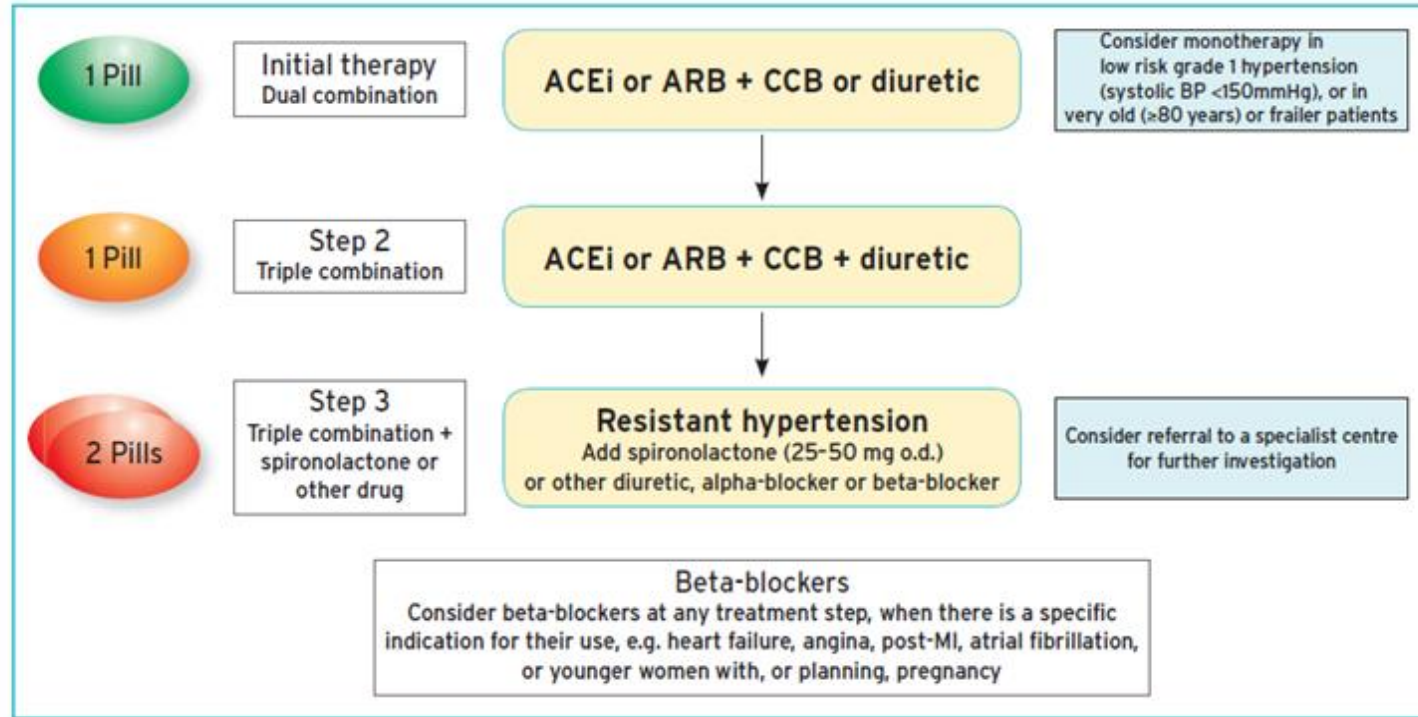 1 Pill
Initial therapy
Dual combination
ACEi or ARB + CCB or diuretic
Consider monotherapy in
low risk grade 1 hypertension
(systolic BP <150mmHg), or in
very old (≥80 years) or frailer patients
1 Pill
Step 2
Triple combination
ACEi or ARB + CCB + diuretic
2 Pills
Step 3
Triple combination +
spironolactone or
other drug
Resistant hypertension
Add spironolactone (25–50 mg o.d.)
or other diuretic, alpha-blocker or beta-blocker
Consider referral to a specialist centre
for further investigation
Beta-blockers
Consider beta-blockers at any treatment step, when there is a specific
indication for their use, e.g. heart failure, angina, post-MI, atrial fibrillation,
or younger women with, or planning, pregnancy